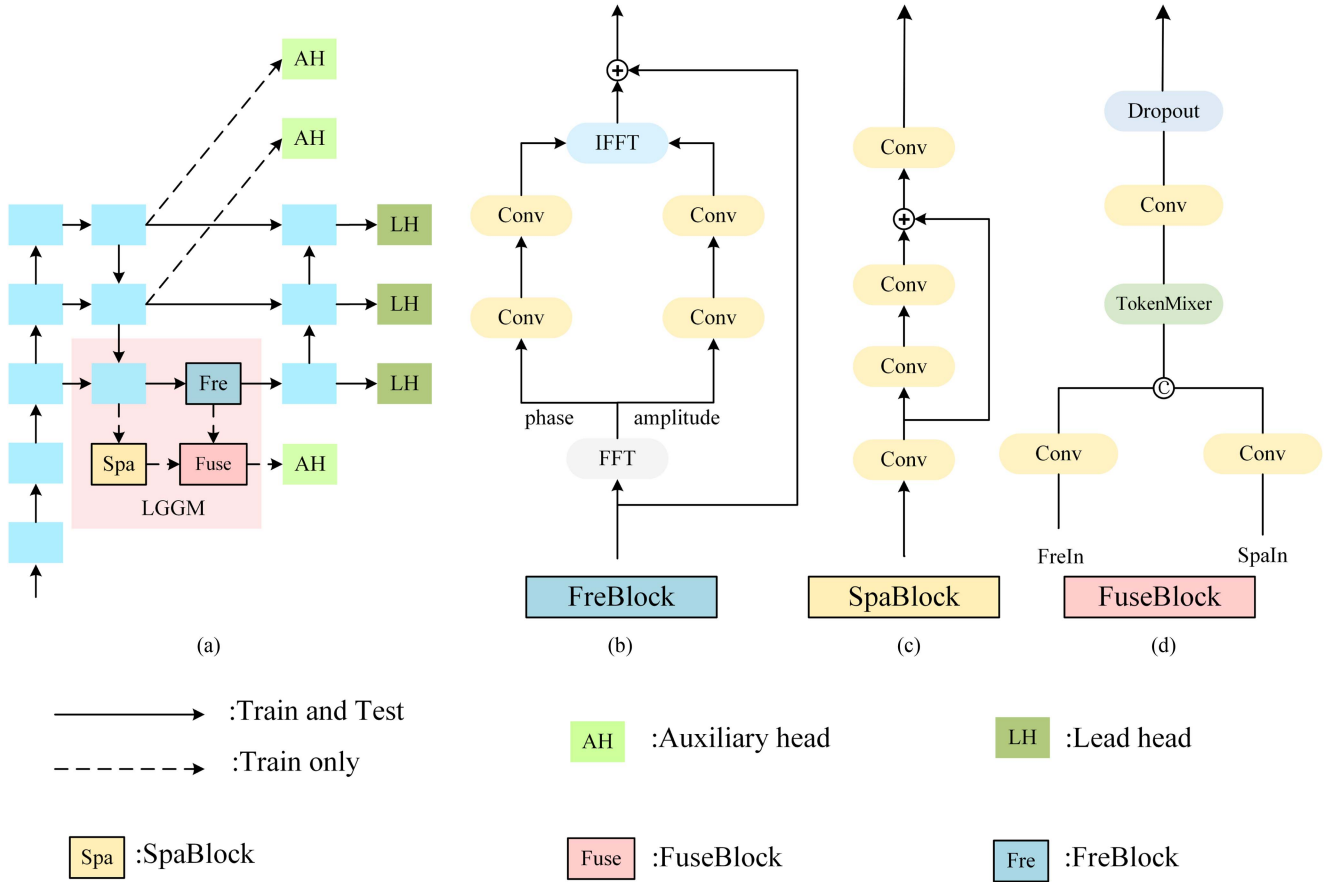 AH
AH
LH
LH
Fre
LH
Spa
Fuse
AH
LGGM
(a)
IFFT
Conv
Conv
Conv
Conv
phase
amplitude
FFT
FreBlock
(b)
Conv
Conv
Conv
Conv
SpaBlock
(c)
Dropout
Conv
TokenMixer
C
Conv
Conv
FreIn
SpaIn
FuseBlock
(d)
:Train and Test
:Train only
AH :Auxiliary head
LH :Lead head
Spa :SpaBlock
Fuse :FuseBlock
Fre :FreBlock